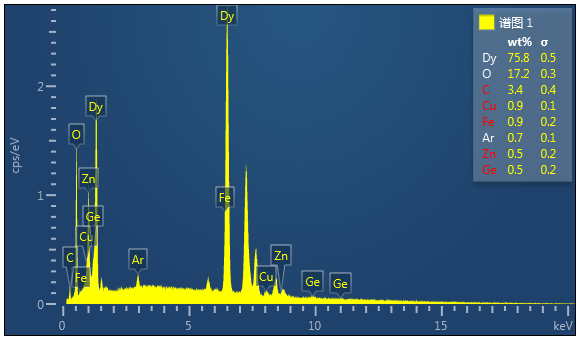 谱图 1
wt% σ
Dy 75.8 0.5
O 17.2 0.3
C 3.4 0.4
Cu 0.9 0.1
Fe 0.9 0.2
Ar 0.7 0.1
Zn 0.5 0.2
Ge 0.5 0.2
Dy
Dy
O
Zn
Ge
Cu
C
Fe
Ar
Fe
Cu
Zn
Ge
Ge
cps/eV
2
1
0
0 5 10 15 keV